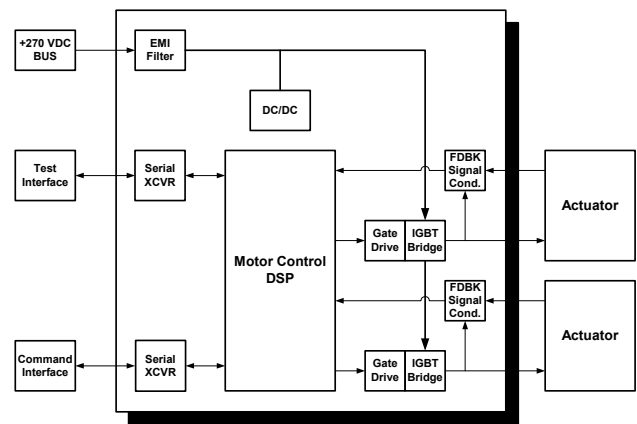 +270 VDC
BUS
EMI
Filter
DC/DC
Test
Interface
Serial
XCVR
Motor Control
DSP
FDBK
Signal
Cond.
Actuator
Gate
Drive
IGBT
Bridge
FDBK
Signal
Cond.
Actuator
Command
Interface
Serial
XCVR
Gate
Drive
IGBT
Bridge